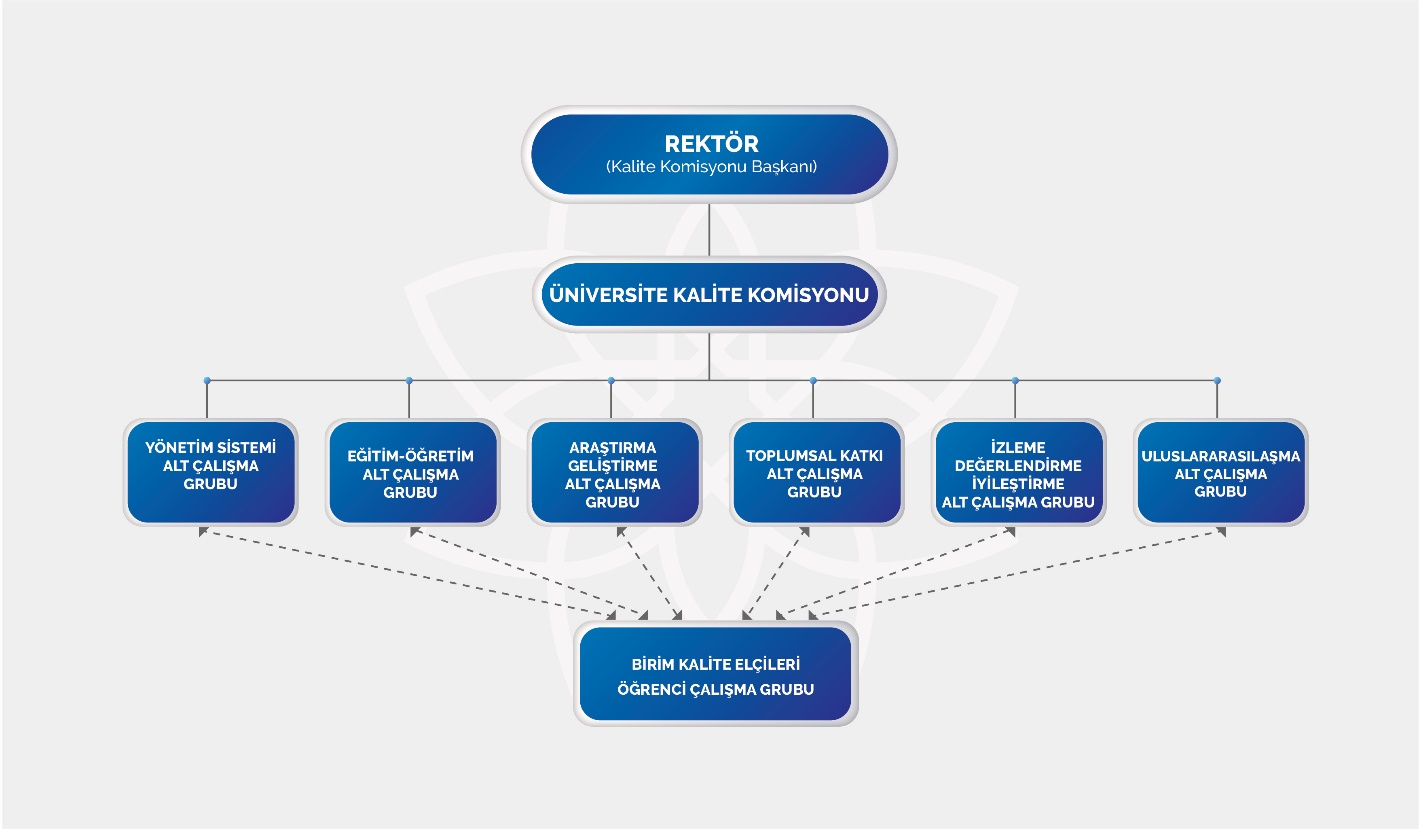 REKTÖR
(Kalite Komisyonu Başkanı)
ÜNİVERSİTE KALİTE KOMİSYONU
YÖNETİM SİSTEMİ
ALT ÇALIŞMA
GRUBU
EĞİTİM-ÖĞRETİM
ALT ÇALIŞMA
GRUBU
ARAŞTIRMA
GELİŞTİRME
ALT ÇALIŞMA
GRUBU
TOPLUMSAL KATKI
ALT ÇALIŞMA
GRUBU
İZLEME
DEĞERLENDİRME
İYİLEŞTİRME
ALT ÇALIŞMA GRUBU
ULUSLARARASILAŞMA
ALT ÇALIŞMA
GRUBU
BİRİM KALİTE ELÇİLERİ
ÖĞRENCİ ÇALIŞMA GRUBU